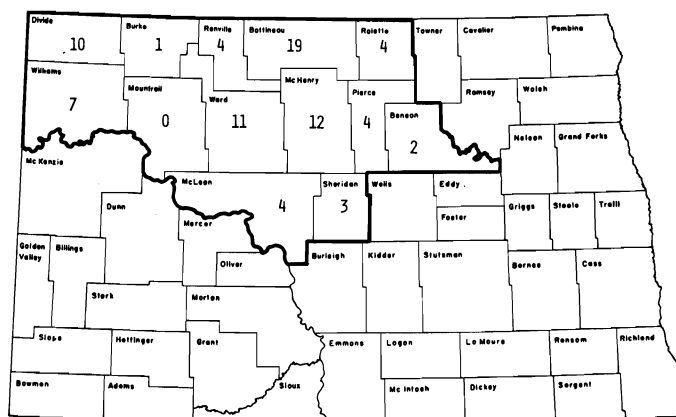 Divide
10
Burke
1
Renville
4
Bottineau
19
Rolette
4
Towner
Cavalier
Pembina
Williams
7
Mountrail
0
Ward
11
McHenry
12
Pierce
4
Benson
2
Ramsey
Walsh
Nelson
Grand Forks
McKenzie
Dunn
McLean
4
Sheridan
3
Wells
Eddy
Foster
Griggs
Steele
Traill
Mercer
Oliver
Golden
Valley
Billings
Burleigh
Kidder
Stutsman
Barnes
Cass
Stark
Morton
Slope
Hettinger
Grant
Emmons
Logan
La Moure
Ransom
Richland
Bowman
Adams
Sioux
Mc Intosh
Dickey
Sargent